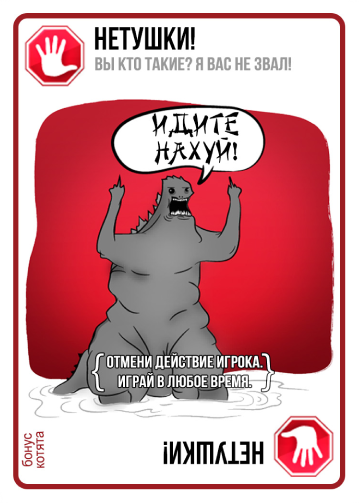 НЕТУШКИ!
ВЫ КТО ТАКИЕ? Я ВАС НЕ ЗВАЛ!
ИДИТЕ
НАХУЙ!
{ОТМЕНИ ДЕЙСТВИЕ ИГРОКА.
ИГРАЙ В ЛЮБОЕ ВРЕМЯ.}
бонус
котята
НЕТУШКИ!